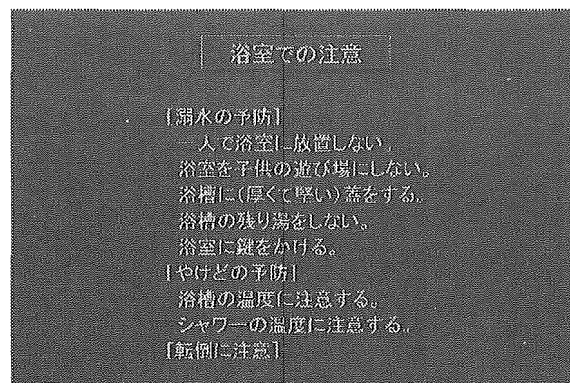 浴室での注意
[溺水の予防]
一人で浴室に放置しない。
浴室を子供の遊び場にしない。
浴槽に(厚くて堅い)蓋をする。
浴槽の残り湯をしない。
浴室に鍵をかける。
[やけどの予防]
浴槽の温度に注意する。
シャワーの温度に注意する。
[転倒に注意]